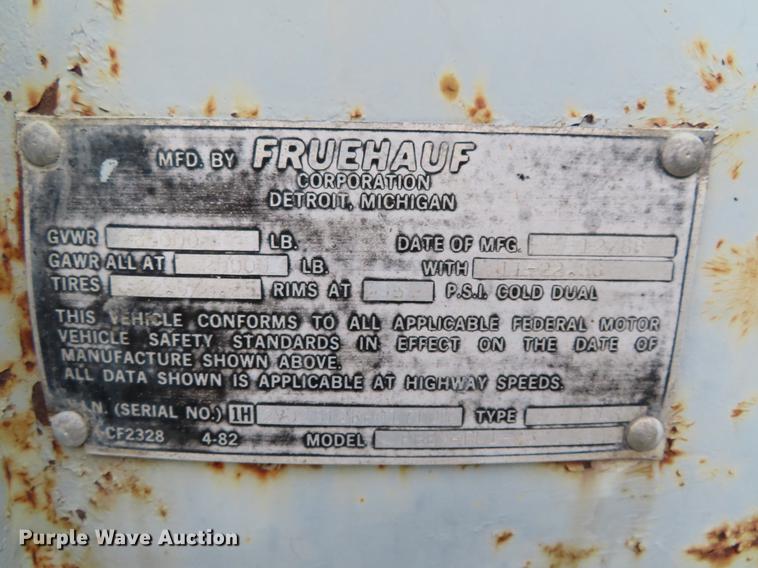 MFD. BY FRUEHAUF
CORPORATION
DETROIT, MICHIGAN
GVWR LB. DATE OF MFG.
GAWR ALL AT LB. WITH
TIRES RIMS AT P.S.I. COLD DUAL
THIS VEHICLE CONFORMS TO ALL APPLICABLE FEDERAL MOTOR
VEHICLE SAFETY STANDARDS IN EFFECT ON THE DATE OF
MANUFACTURE SHOWN ABOVE.
ALL DATA SHOWN IS APPLICABLE AT HIGHWAY SPEEDS.
(SERIAL NO.) 1H TYPE
CF2328 4-82 MODEL
Purple Wave Auction